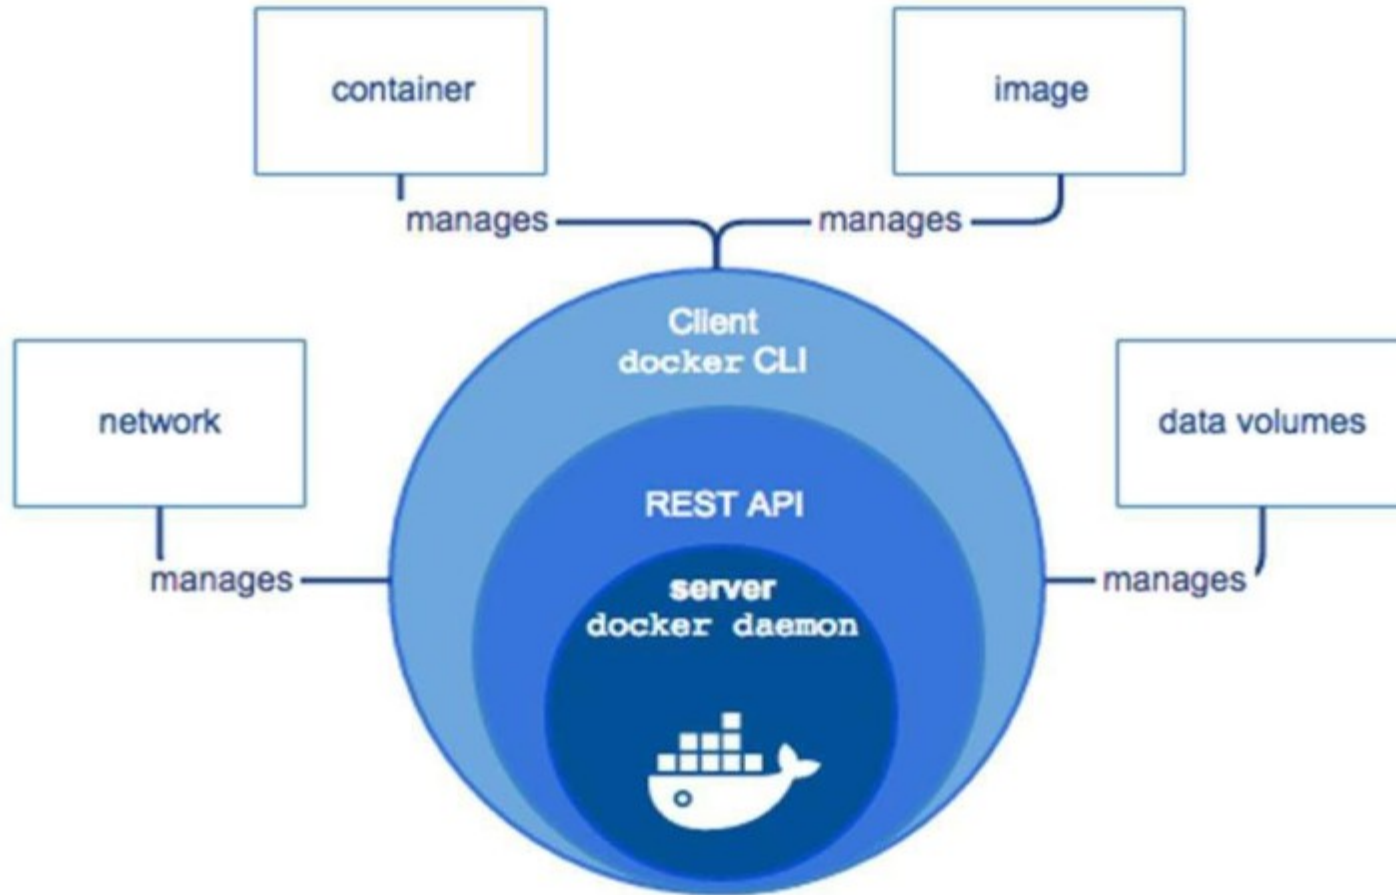 container
image
manages
manages
Client
docker CLI
network
data volumes
REST API
manages
server
docker daemon
manages